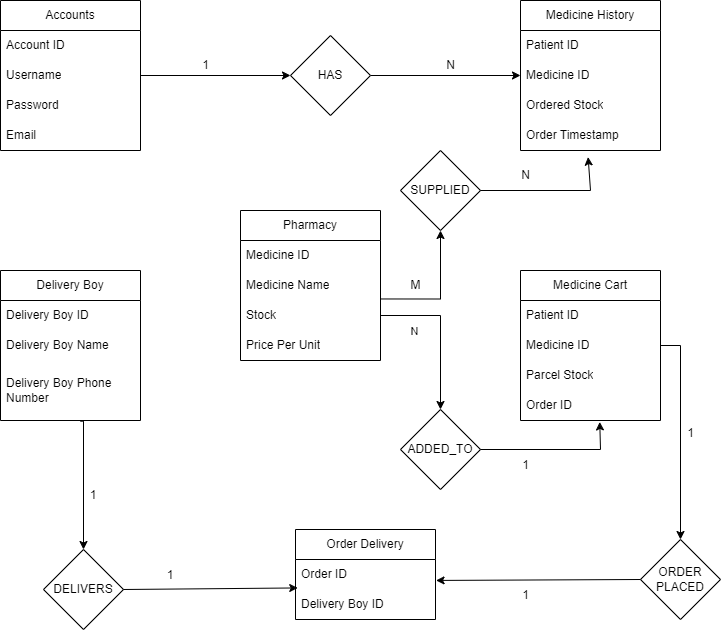 Accounts
Account ID
Username
Password
Email
1
HAS
N
Medicine History
Patient ID
Medicine ID
Ordered Stock
Order Timestamp
SUPPLIED
N
Pharmacy
Medicine ID
Medicine Name
Stock
Price Per Unit
M
N
Delivery Boy
Delivery Boy ID
Delivery Boy Name
Delivery Boy Phone
Number
Medicine Cart
Patient ID
Medicine ID
Parcel Stock
Order ID
ADDED_TO
1
1
1
DELIVERS
1
Order Delivery
Order ID
Delivery Boy ID
1
ORDER
PLACED